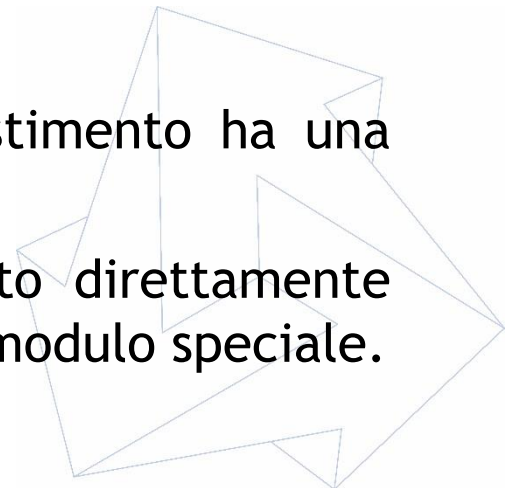 stimento ha una
to direttamente
modulo speciale.